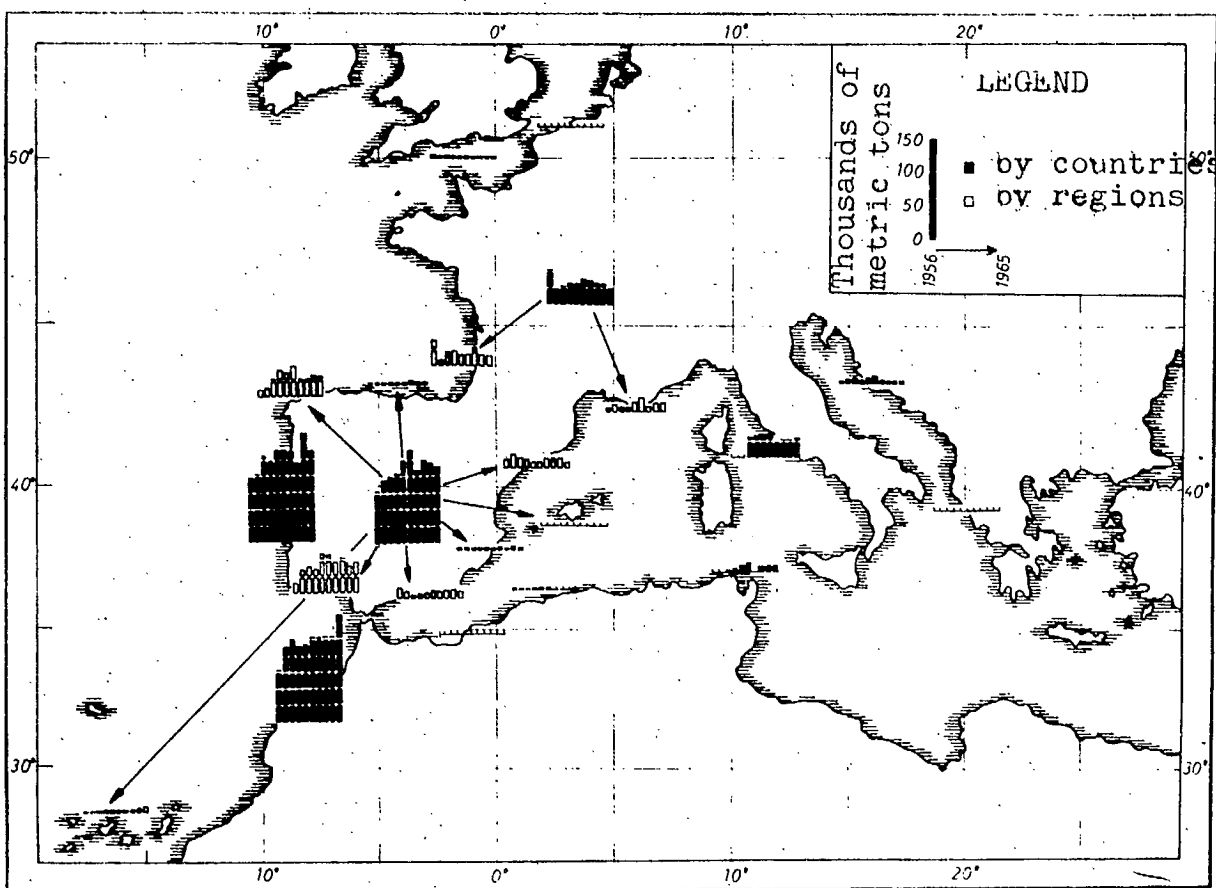 10° 0° 10° 20°
LEGEND
Thousands of
metric tons
150
100
50
0
1956
1965
■ by countries
□ by regions
50° 50°
40° 40°
30° 30°
10° 0° 10° 20°